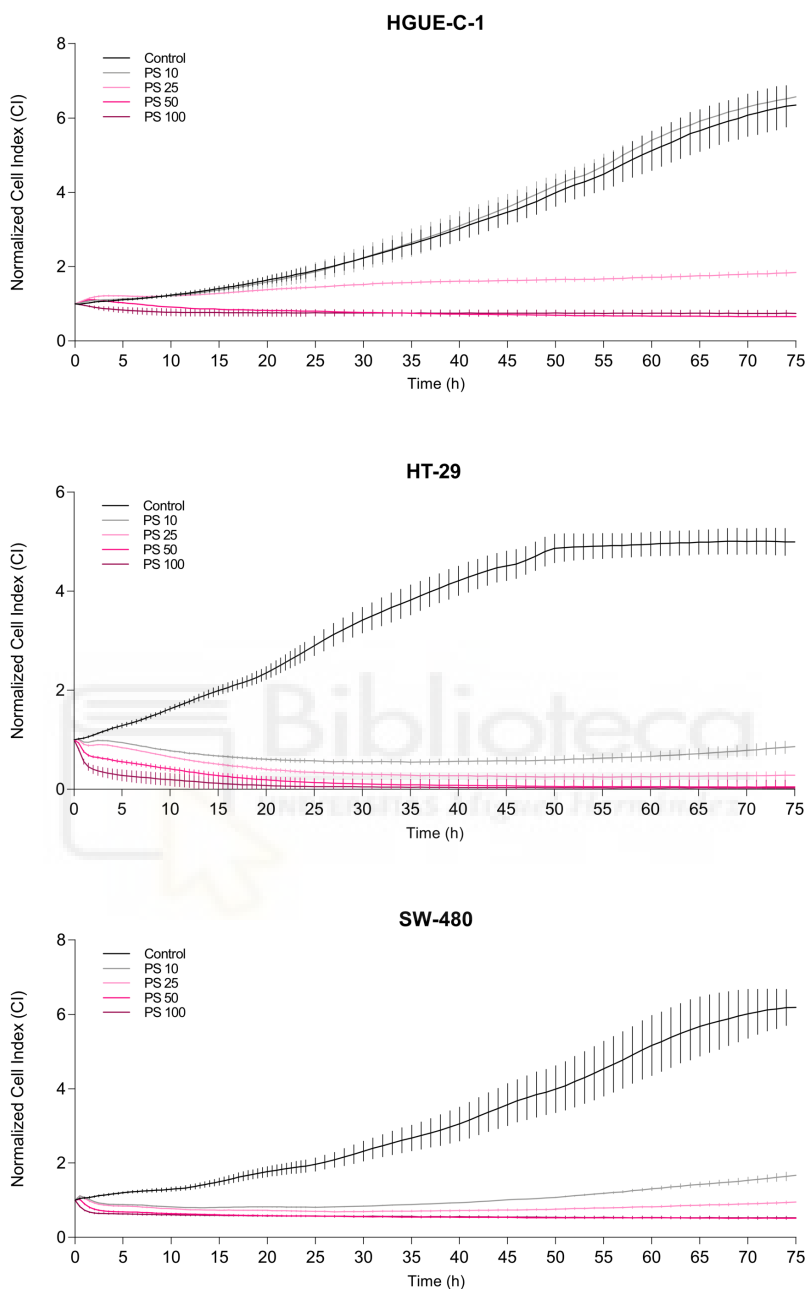 HGUE-C-1
Normalized Cell Index (CI)
8
6
4
2
0
Control
PS 10
PS 25
PS 50
PS 100
0 5 10 15 20 25 30 35 40 45 50 55 60 65 70 75
Time (h)
HT-29
Normalized Cell Index (CI)
6
4
2
0
Control
PS 10
PS 25
PS 50
PS 100
Biblioteca
UNIVERSITAS Miguel Hernández
0 5 10 15 20 25 30 35 40 45 50 55 60 65 70 75
Time (h)
SW-480
Normalized Cell Index (CI)
8
6
4
2
0
Control
PS 10
PS 25
PS 50
PS 100
0 5 10 15 20 25 30 35 40 45 50 55 60 65 70 75
Time (h)